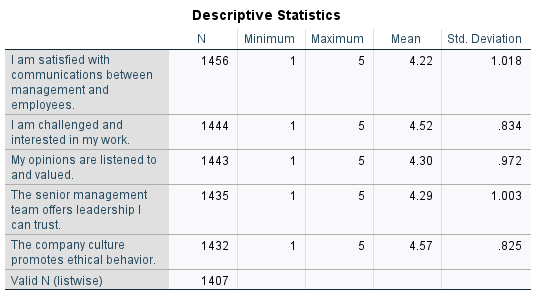 Descriptive Statistics
N Minimum Maximum Mean Std. Deviation
I am satisfied with 1456 1 5 4.22 1.018
communications between
management and
employees.
I am challenged and 1444 1 5 4.52 .834
interested in my work.
My opinions are listened to 1443 1 5 4.30 .972
and valued.
The senior management 1435 1 5 4.29 1.003
team offers leadership I
can trust.
The company culture 1432 1 5 4.57 .825
promotes ethical behavior.
Valid N (listwise) 1407